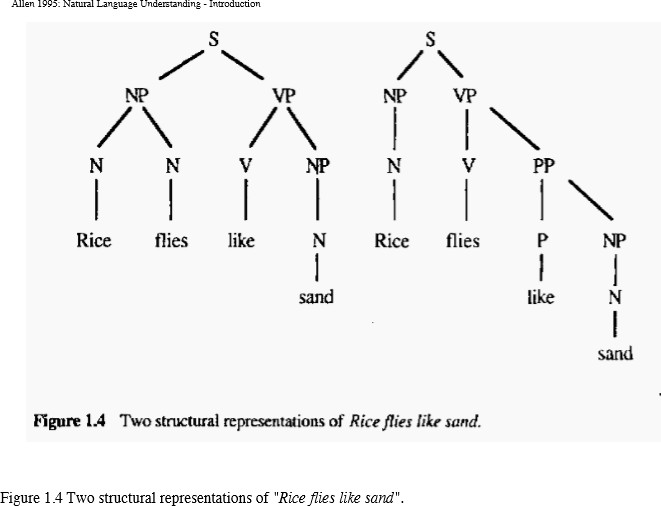 Allen 1995: Natural Language Understanding - Introduction
S S
NP VP NP VP
N N V NP N V PP
Rice flies like N Rice flies P NP
sand like N
sand
Figure 1.4 Two structural representations of Rice flies like sand.
Figure 1.4 Two structural representations of "Rice flies like sand".